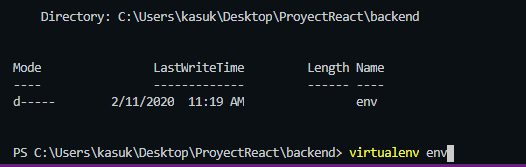 Directory: C:\Users\kasuk\Desktop\ProyectReact\backend
Mode LastWriteTime Length Name
---- ------------- ------ ----
d----- 2/11/2020 11:19 AM env
PS C:\Users\kasuk\Desktop\ProyectReact\backend> virtualenv env